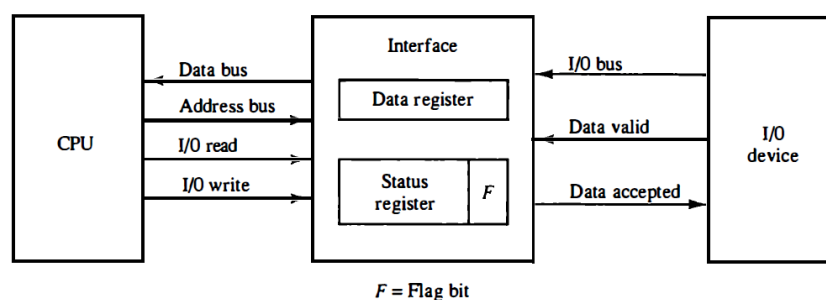 Interface
Data bus
I/O bus
Data register
Address bus
CPU
Data valid
I/O
device
I/O read
I/O write
Status
register
F
Data accepted
F = Flag bit